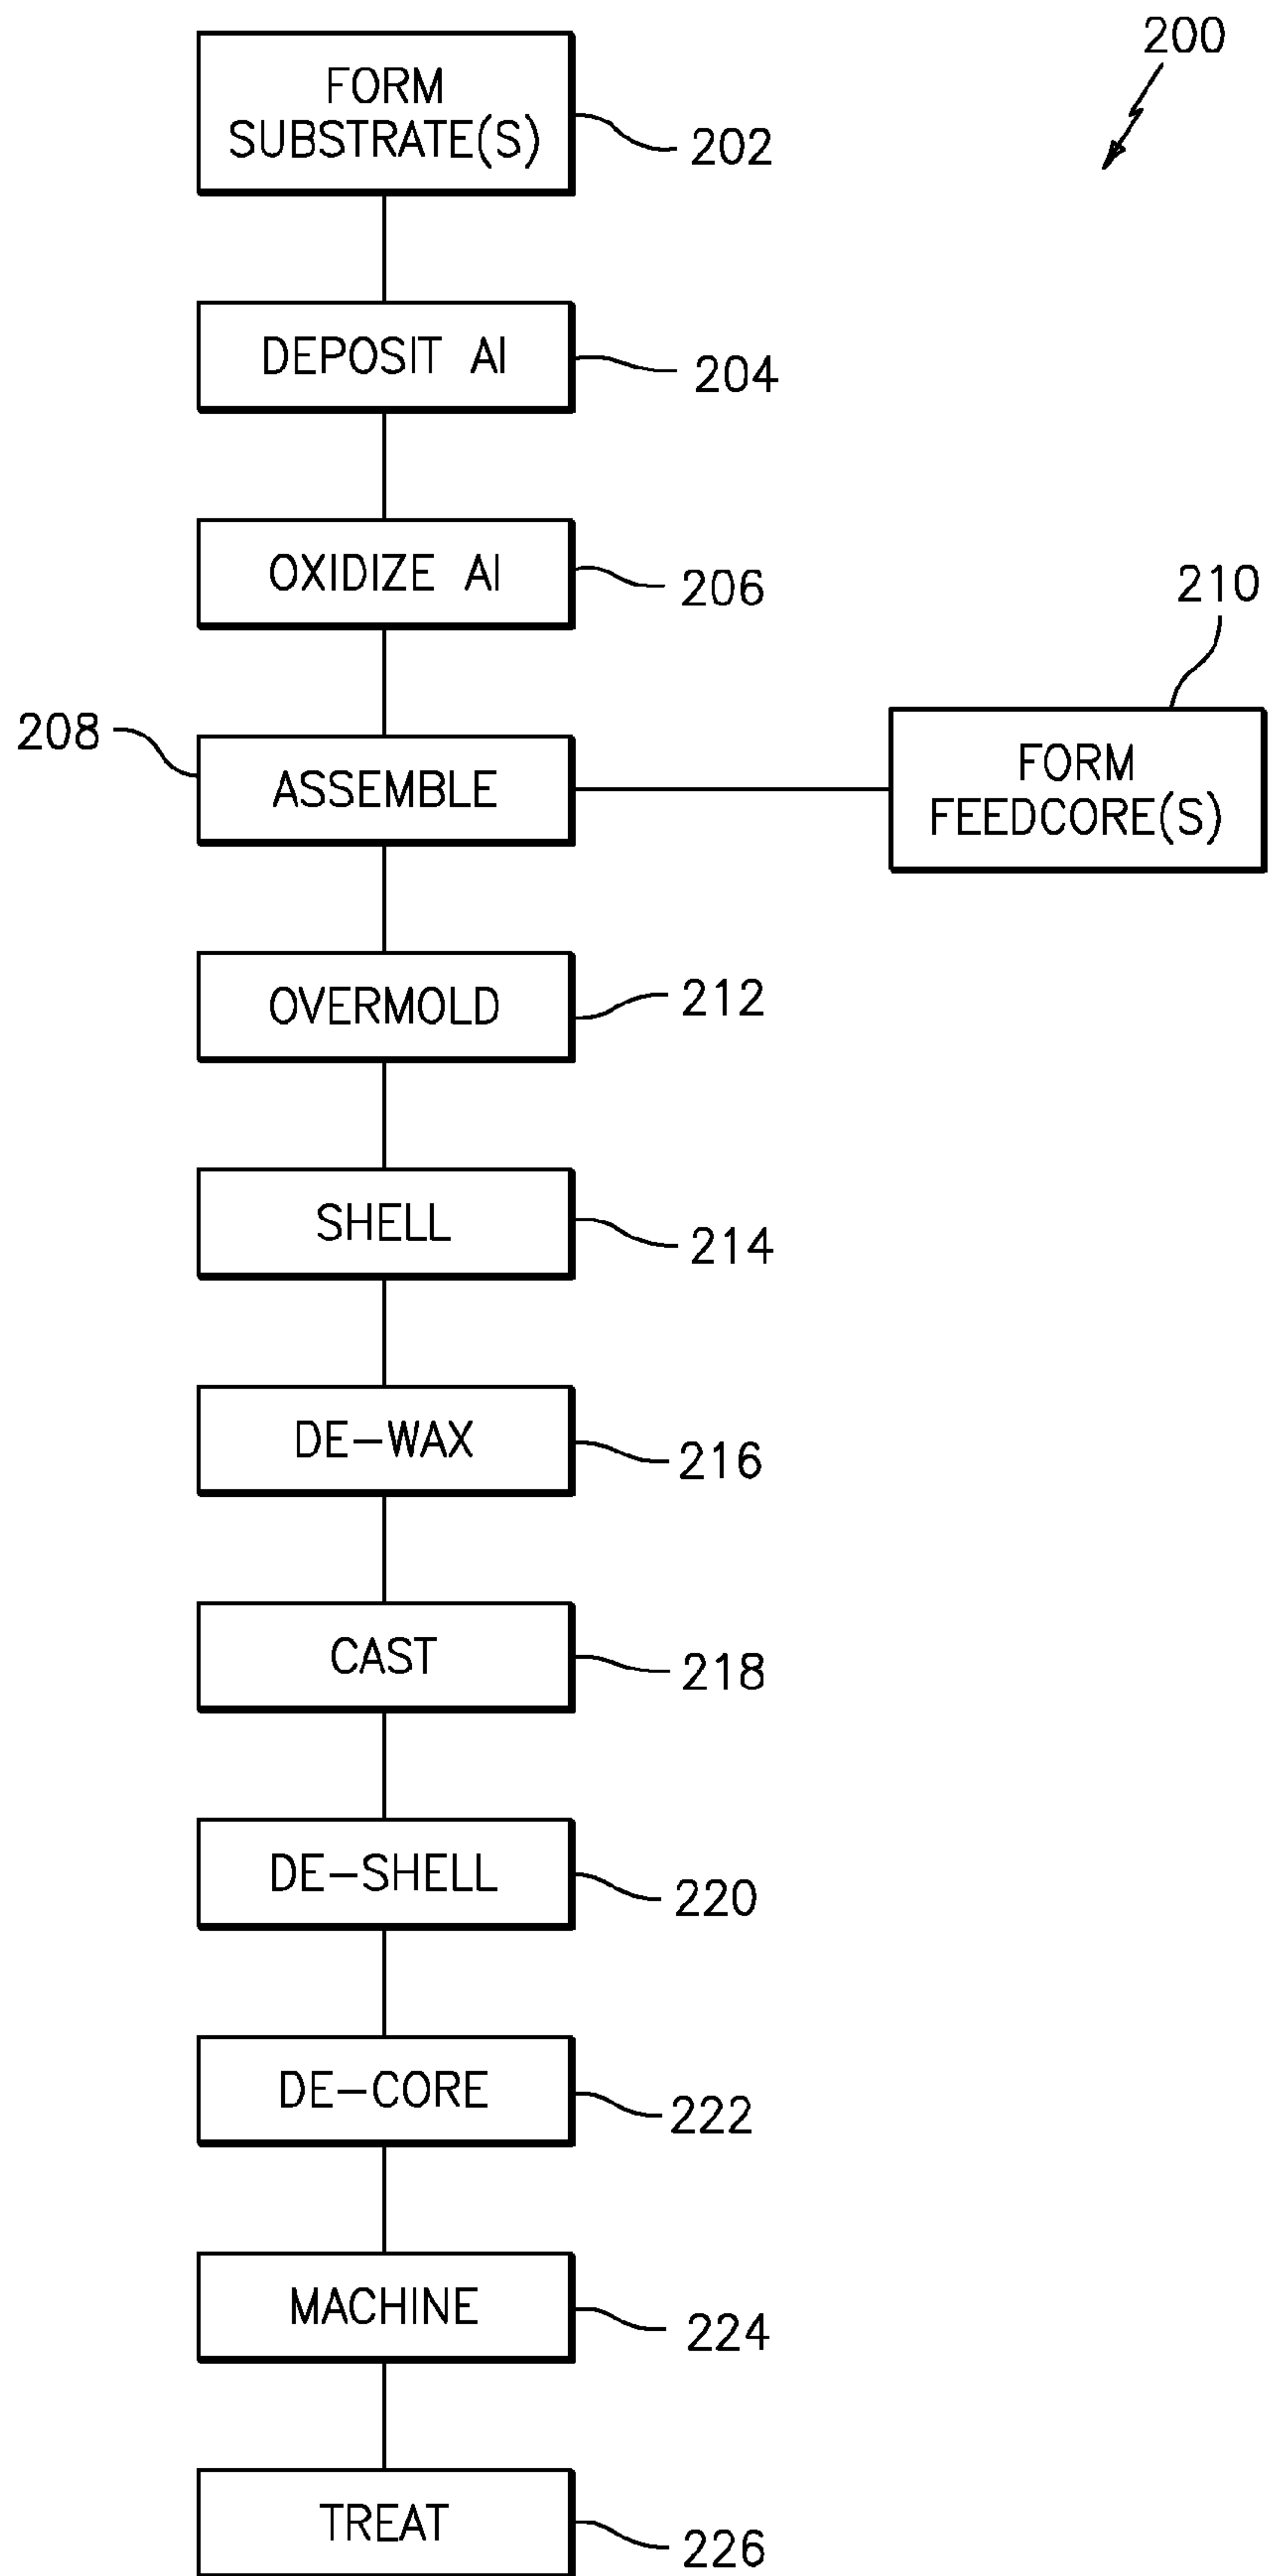 200
FORM
SUBSTRATE(S)
202
DEPOSIT Al
204
OXIDIZE Al
206
210
208
ASSEMBLE
FORM
FEEDCORE(S)
OVERMOLD
212
SHELL
214
DE-WAX
216
CAST
218
DE-SHELL
220
DE-CORE
222
MACHINE
224
TREAT
226